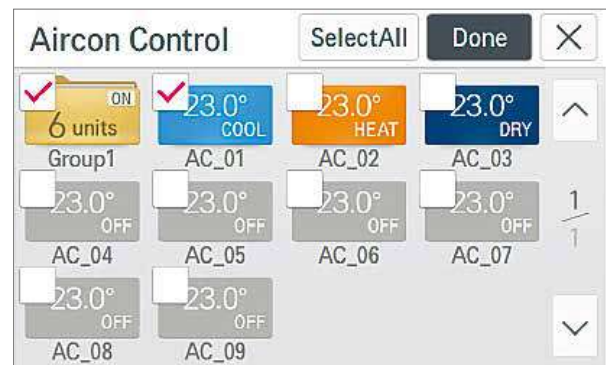 Aircon Control SelectAll Done
ON
6 units
23.0°
COOL
23.0°
HEAT
23.0°
DRY
Group1 AC_01 AC_02 AC_03
23.0°
OFF
23.0°
OFF
23.0°
OFF
23.0°
OFF
1
1
AC_04 AC_05 AC_06 AC_07
23.0°
OFF
23.0°
OFF
AC_08 AC_09